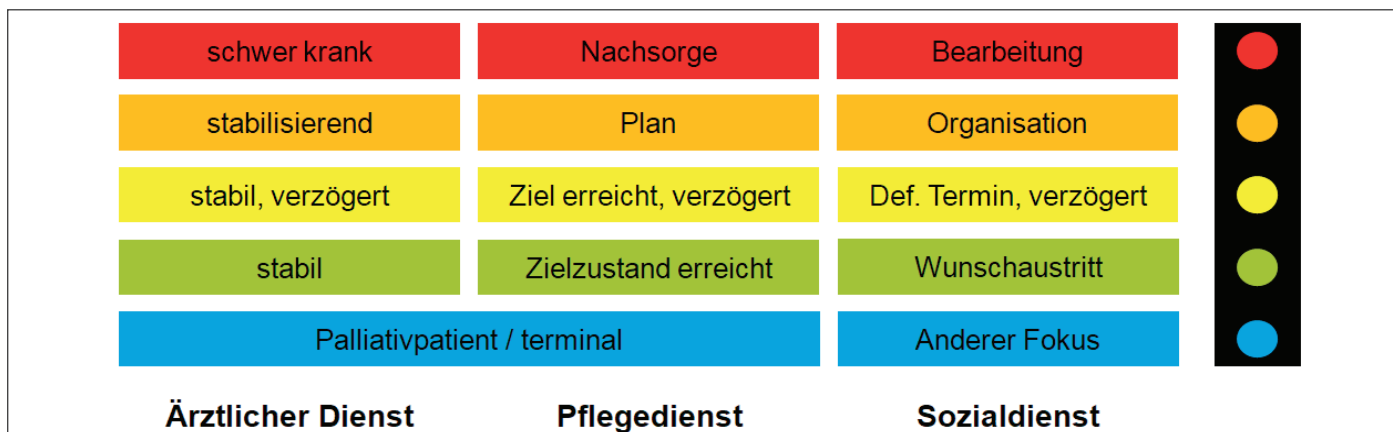 schwer krank Nachsorge Bearbeitung
stabilisierend Plan Organisation
stabil, verzögert Ziel erreicht, verzögert Def. Termin, verzögert
stabil Zielzustand erreicht Wunschaustritt
Palliativpatient / terminal Anderer Fokus
Ärztlicher Dienst Pflegedienst Sozialdienst